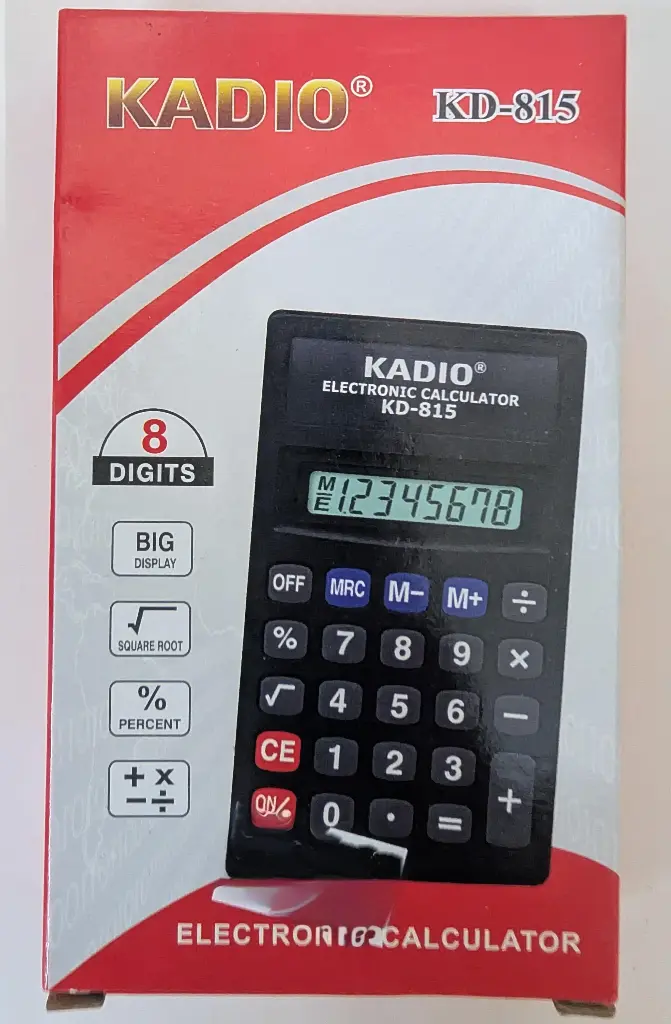 KADIO®
KD-815
KADIO®
ELECTRONIC CALCULATOR
KD-815
8
DIGITS
M
E
1.2345678
BIG
DISPLAY
√
SQUARE ROOT
%
PERCENT
+ ×
− ÷
OFF MRC M− M+ ÷
% 7 8 9 ×
√ 4 5 6 −
CE 1 2 3 +
0 . =
CALCULATOR